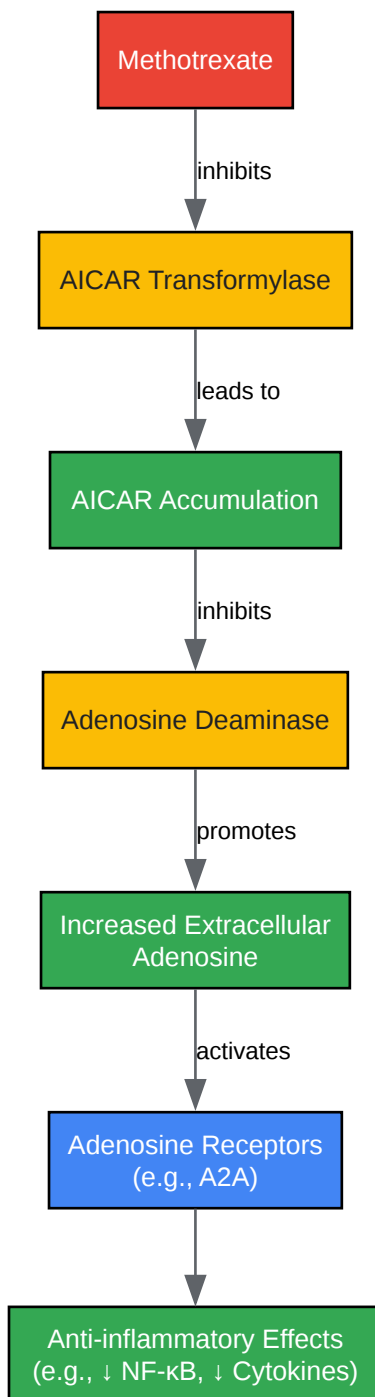 Methotrexate
inhibits
AICAR Transformylase
leads to
AICAR Accumulation
inhibits
Adenosine Deaminase
promotes
Increased Extracellular
Adenosine
activates
Adenosine Receptors
(e.g., A2A)
Anti-inflammatory Effects
(e.g., ↓ NF-κB, ↓ Cytokines)